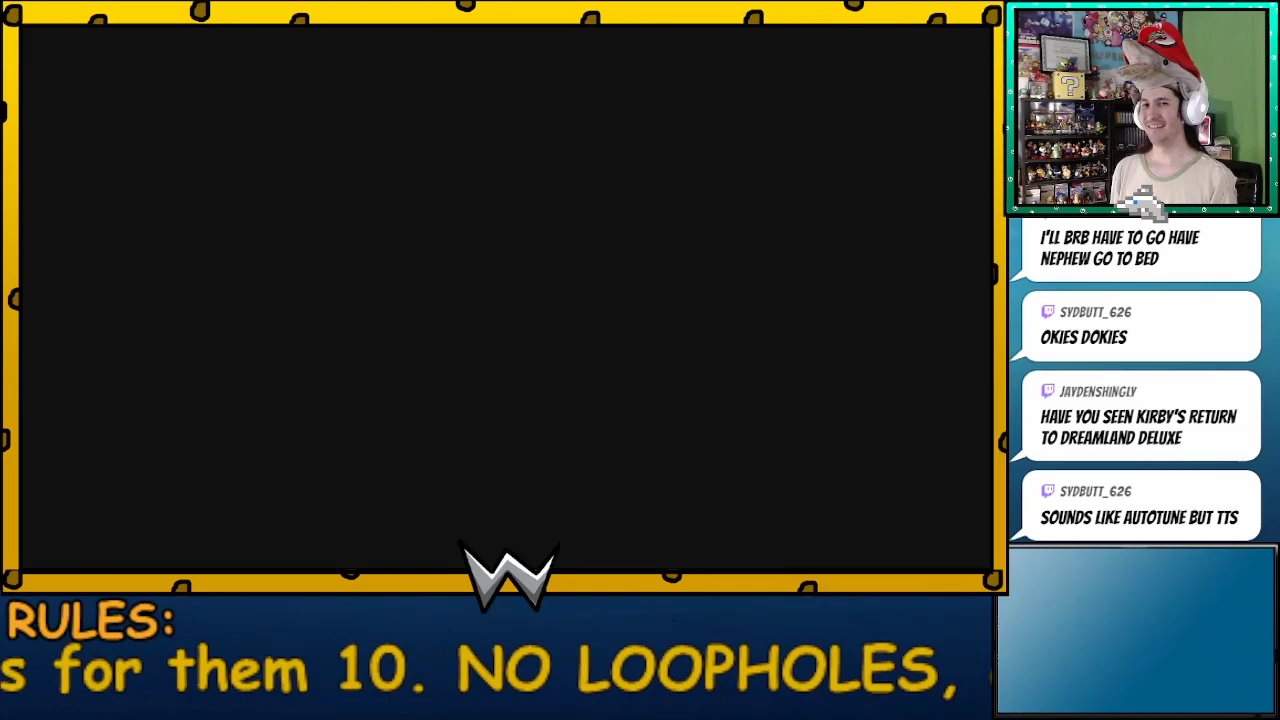 I'LL BRB HAVE TO GO HAVE
NEPHEW GO TO BED
SYDBUTT_626
OKIES DOKIES
JAYDENSHINGLY
HAVE YOU SEEN KIRBY'S RETURN
TO DREAMLAND DELUXE
SYDBUTT_626
SOUNDS LIKE AUTOTUNE BUT TTS
RULES:
s for them 10. NO LOOPHOLES,